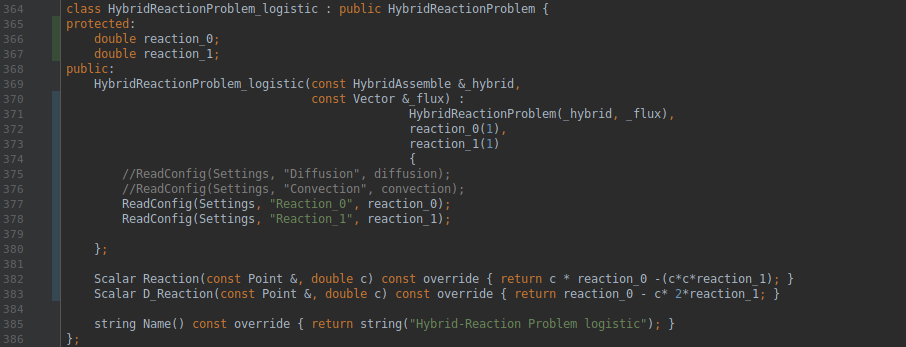 364 class HybridReactionProblem_logistic : public HybridReactionProblem {
365 protected:
366     double reaction_0;
367     double reaction_1;
368 public:
369     HybridReactionProblem_logistic(const HybridAssemble &_hybrid,
370                                    const Vector &_flux) :
371                                                 HybridReactionProblem(_hybrid, _flux),
372                                                 reaction_0(1),
373                                                 reaction_1(1)
374                                                 {
375         //ReadConfig(Settings, "Diffusion", diffusion);
376         //ReadConfig(Settings, "Convection", convection);
377         ReadConfig(Settings, "Reaction_0", reaction_0);
378         ReadConfig(Settings, "Reaction_1", reaction_1);
379
380     };
381
382     Scalar Reaction(const Point &, double c) const override { return c * reaction_0 -(c*c*reaction_1); }
383     Scalar D_Reaction(const Point &, double c) const override { return reaction_0 - c* 2*reaction_1; }
384
385     string Name() const override { return string("Hybrid-Reaction Problem logistic"); }
386 };